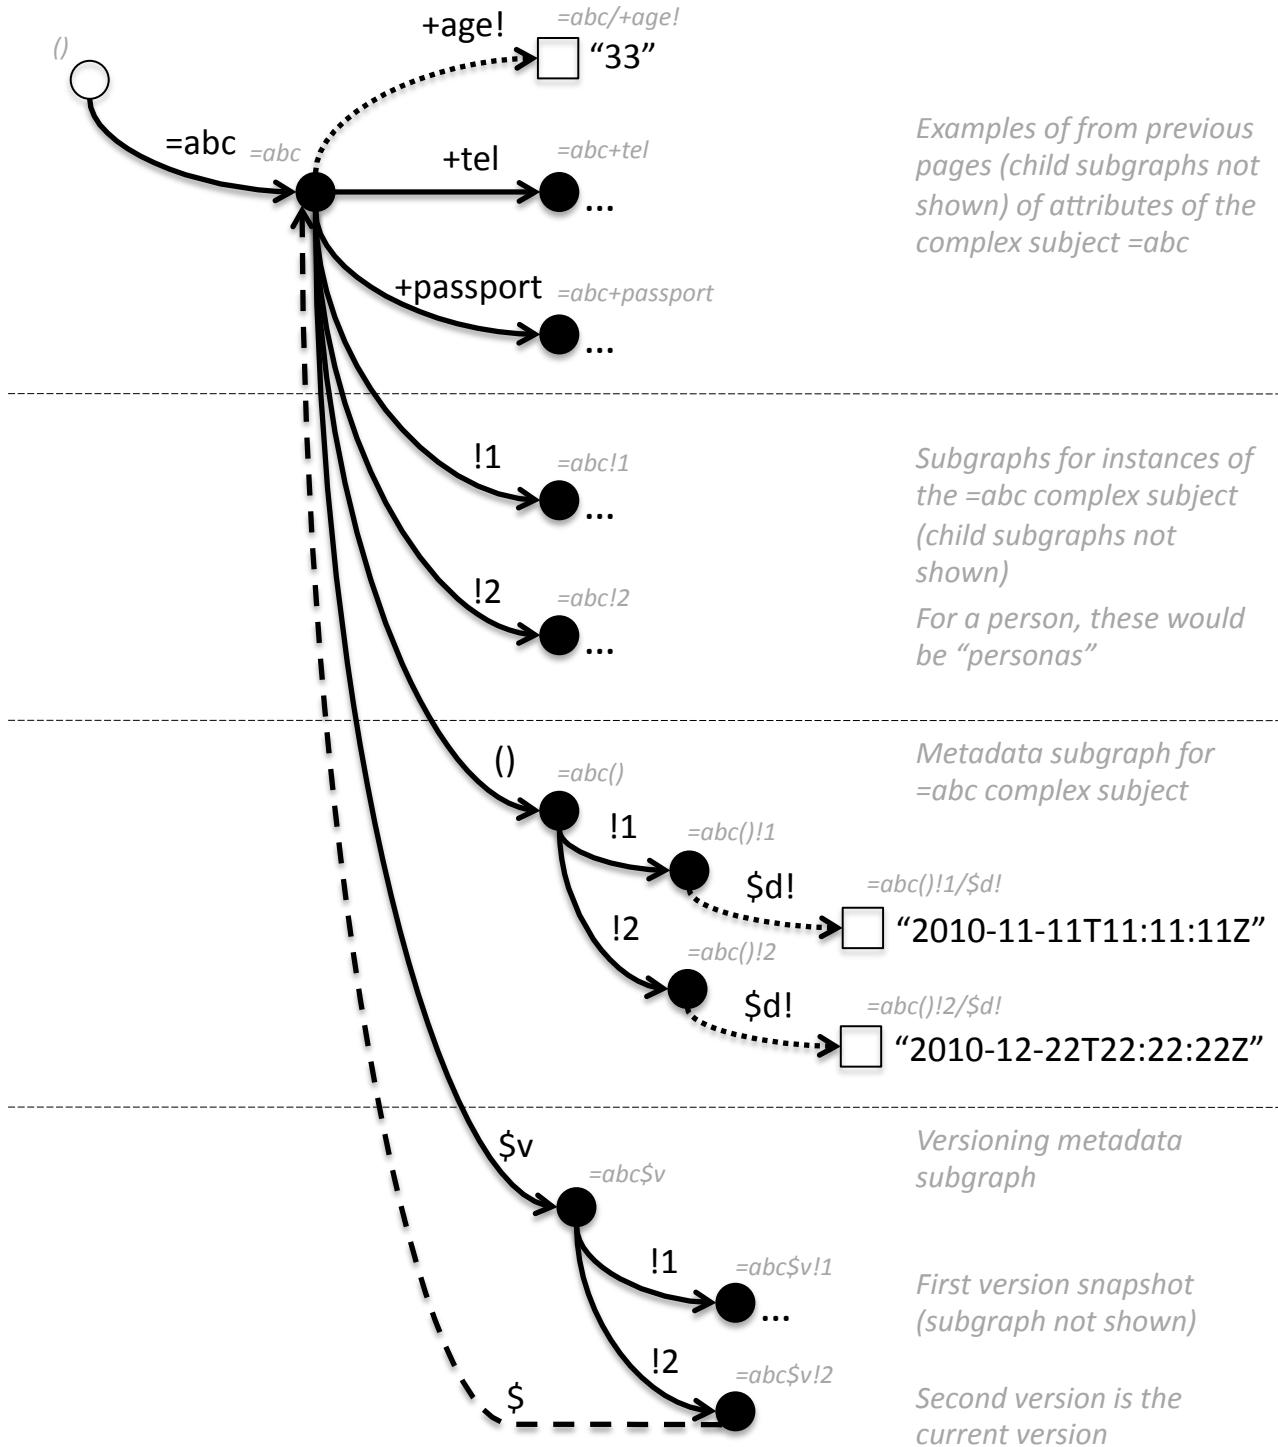 ()
=abc
=abc
+age!
=abc/+age!
“33”
+tel
=abc+tel
...
+passport
=abc+passport
...
Examples of from previous
pages (child subgraphs not
shown) of attributes of the
complex subject =abc
!1
=abc!1
...
!2
=abc!2
...
Subgraphs for instances of
the =abc complex subject
(child subgraphs not
shown)
For a person, these would
be “personas”
()
=abc()
!1
=abc()!1
$d!
=abc()!1/$d!
“2010-11-11T11:11:11Z”
!2
=abc()!2
$d!
=abc()!2/$d!
“2010-12-22T22:22:22Z”
Metadata subgraph for
=abc complex subject
$v
=abc$v
!1
=abc$v!1
...
!2
=abc$v!2
$
Versioning metadata
subgraph
First version snapshot
(subgraph not shown)
Second version is the
current version